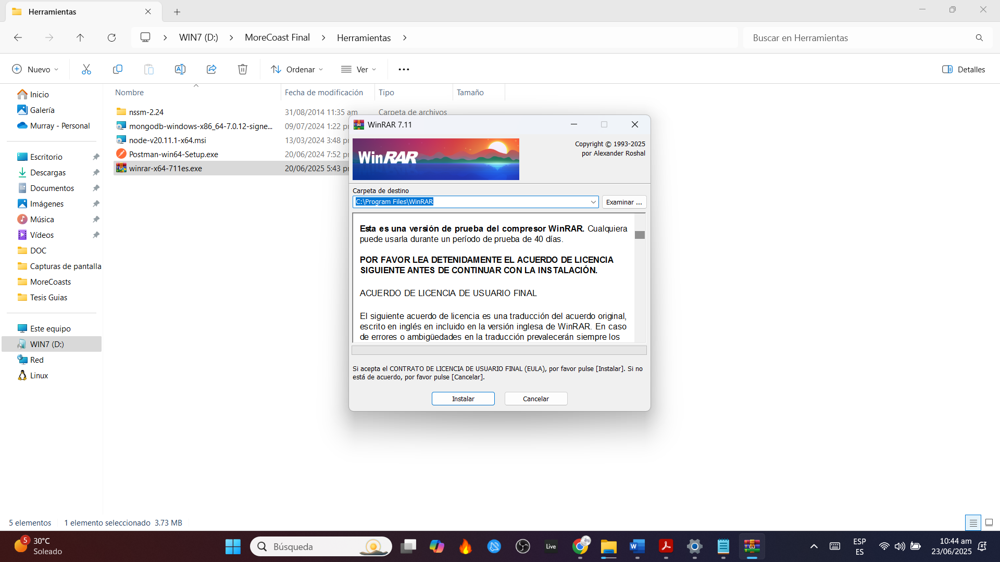 Herramientas
WIN7 (D:)
MoreCoast Final
Herramientas
Buscar en Herramientas
Nuevo
Ordenar
Ver
Detalles
Inicio
Galería
Murray - Personal
Escritorio
Descargas
Documentos
Imágenes
Música
Vídeos
DOC
Capturas de pantalla
MoreCoasts
Tesis Guias
Este equipo
WIN7 (D:)
Red
Linux
Nombre Fecha de modificación Tipo Tamaño
nssm-2.24 31/08/2014 11:35 am Carpeta de archivos
mongodb-windows-x86_64-7.0.12-signe... 09/07/2024 1:22 p
node-v20.11.1-x64.msi 13/03/2024 3:48 p
Postman-win64-Setup.exe 20/06/2024 7:52 p
winrar-x64-711es.exe 20/06/2025 5:43 p
WinRAR 7.11
WinRAR
Copyright © 1993-2025
por Alexander Roshal
Carpeta de destino
C:\Program Files\WinRAR
Examinar ...
Esta es una versión de prueba del compresor WinRAR. Cualquiera
puede usarla durante un período de prueba de 40 días.
POR FAVOR LEA DETENIDAMENTE EL ACUERDO DE LICENCIA
SIGUIENTE ANTES DE CONTINUAR CON LA INSTALACIÓN.
ACUERDO DE LICENCIA DE USUARIO FINAL
El siguiente acuerdo de licencia es una traducción del acuerdo original,
escrito en inglés en incluido en la versión inglesa de WinRAR. En caso
de errores o ambigüedades en la traducción prevalecerán siempre los
Si acepta el CONTRATO DE LICENCIA DE USUARIO FINAL (EULA), por favor pulse [Instalar]. Si no
está de acuerdo, por favor pulse [Cancelar].
Instalar
Cancelar
5 elementos
1 elemento seleccionado 3.73 MB
5
30°C
Soleado
Búsqueda
Live
ESP
ES
10:44 am
23/06/2025